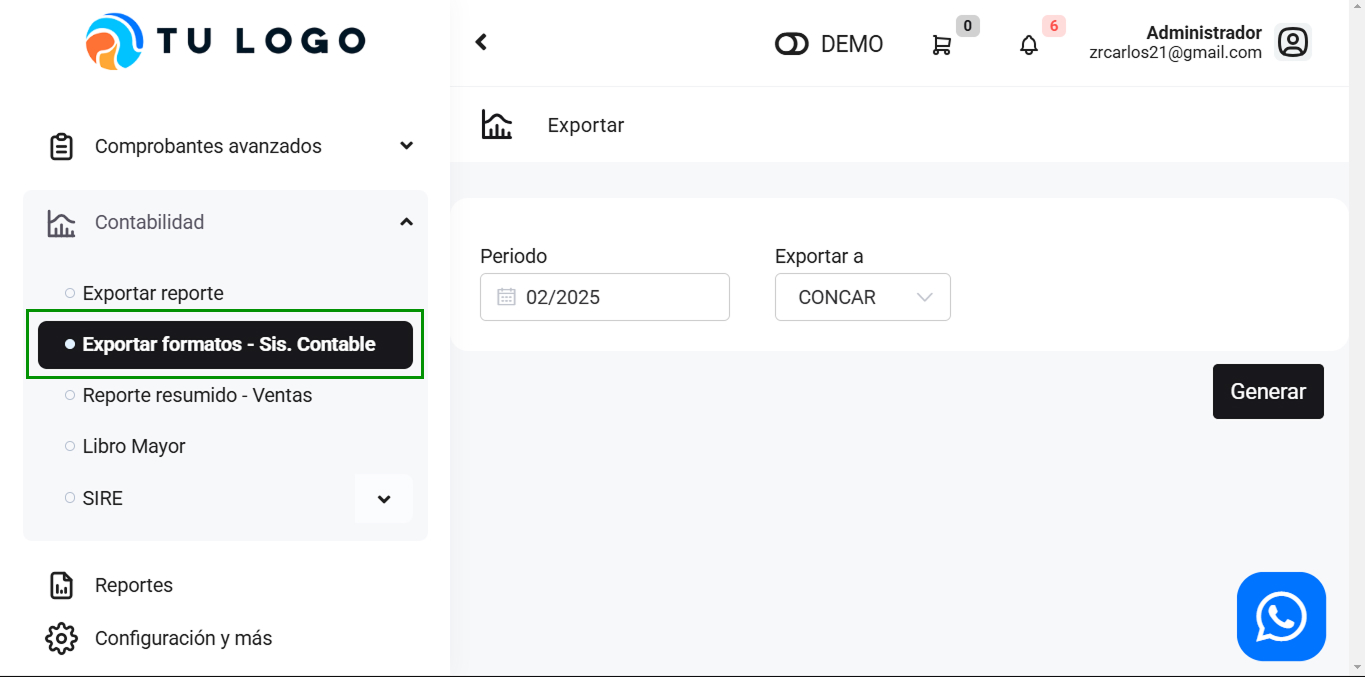 TU LOGO
DEMO
0
6
Administrador
zrcarlos21@gmail.com
Comprobantes avanzados
Contabilidad
Exportar reporte
Exportar formatos - Sis. Contable
Reporte resumido - Ventas
Libro Mayor
SIRE
Reportes
Configuración y más
Exportar
Periodo
02/2025
Exportar a
CONCAR
Generar